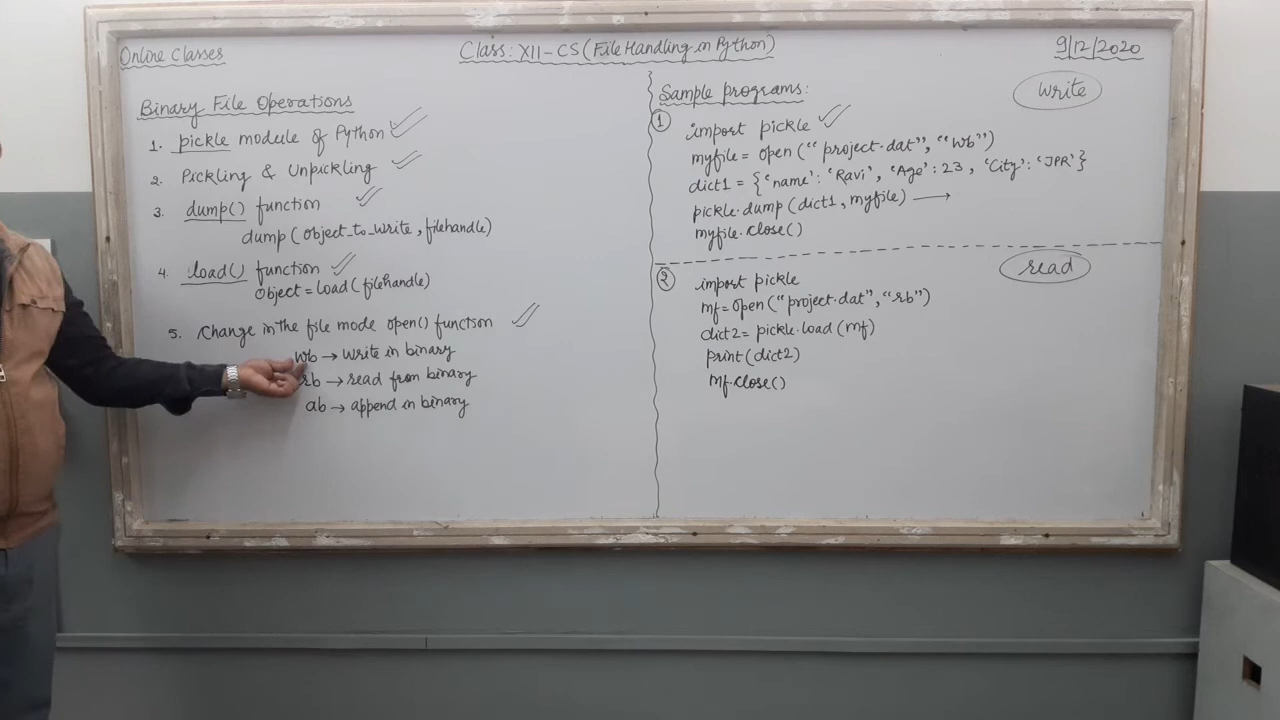 Online Classes
Class: XII-CS (File Handling in Python)
9/12/2020
Binary File Operations
1. pickle module of Python
2. Pickling & Unpickling
3. dump() function
dump(object_to_write, filehandle)
4. load() function
object = load(filehandle)
5. Change in the file mode open() function
wb → write in binary
rb → read from binary
ab → append in binary
Sample programs:
write
1
import pickle
myfile = open("project.dat", "wb")
dict1 = {'name': 'Ravi', 'Age': 23, 'City': 'JPR'}
pickle.dump(dict1, myfile) →
myfile.close()
2
read
import pickle
mf = open("project.dat", "rb")
dict2 = pickle.load(mf)
print(dict2)
mf.close()